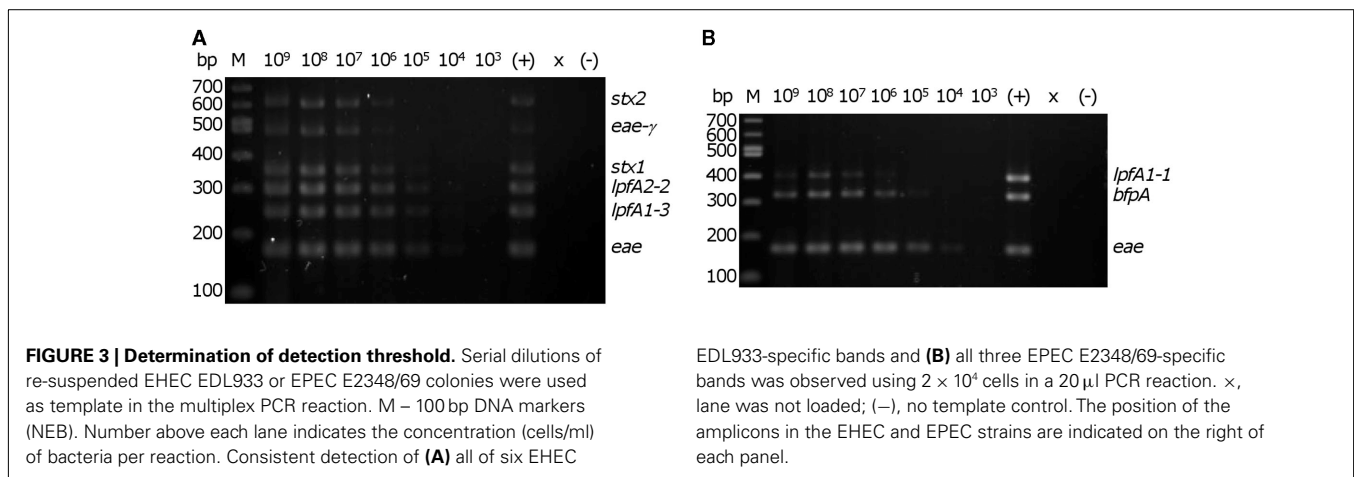 A
bp M 10⁹ 10⁸ 10⁷ 10⁶ 10⁵ 10⁴ 10³ (+) x (-)
700
600
500
400
300
200
100
stx2
eae-γ
stx1
lpfA2-2
lpfA1-3
eae
B
bp M 10⁹ 10⁸ 10⁷ 10⁶ 10⁵ 10⁴ 10³ (+) x (-)
700
600
500
400
300
200
100
lpfA1-1
bfpA
eae
FIGURE 3 | Determination of detection threshold. Serial dilutions of
re-suspended EHEC EDL933 or EPEC E2348/69 colonies were used
as template in the multiplex PCR reaction. M – 100 bp DNA markers
(NEB). Number above each lane indicates the concentration (cells/ml)
of bacteria per reaction. Consistent detection of (A) all of six EHEC
EDL933-specific bands and (B) all three EPEC E2348/69-specific
bands was observed using 2 × 10⁴ cells in a 20 μl PCR reaction. ×,
lane was not loaded; (−), no template control. The position of the
amplicons in the EHEC and EPEC strains are indicated on the right of
each panel.